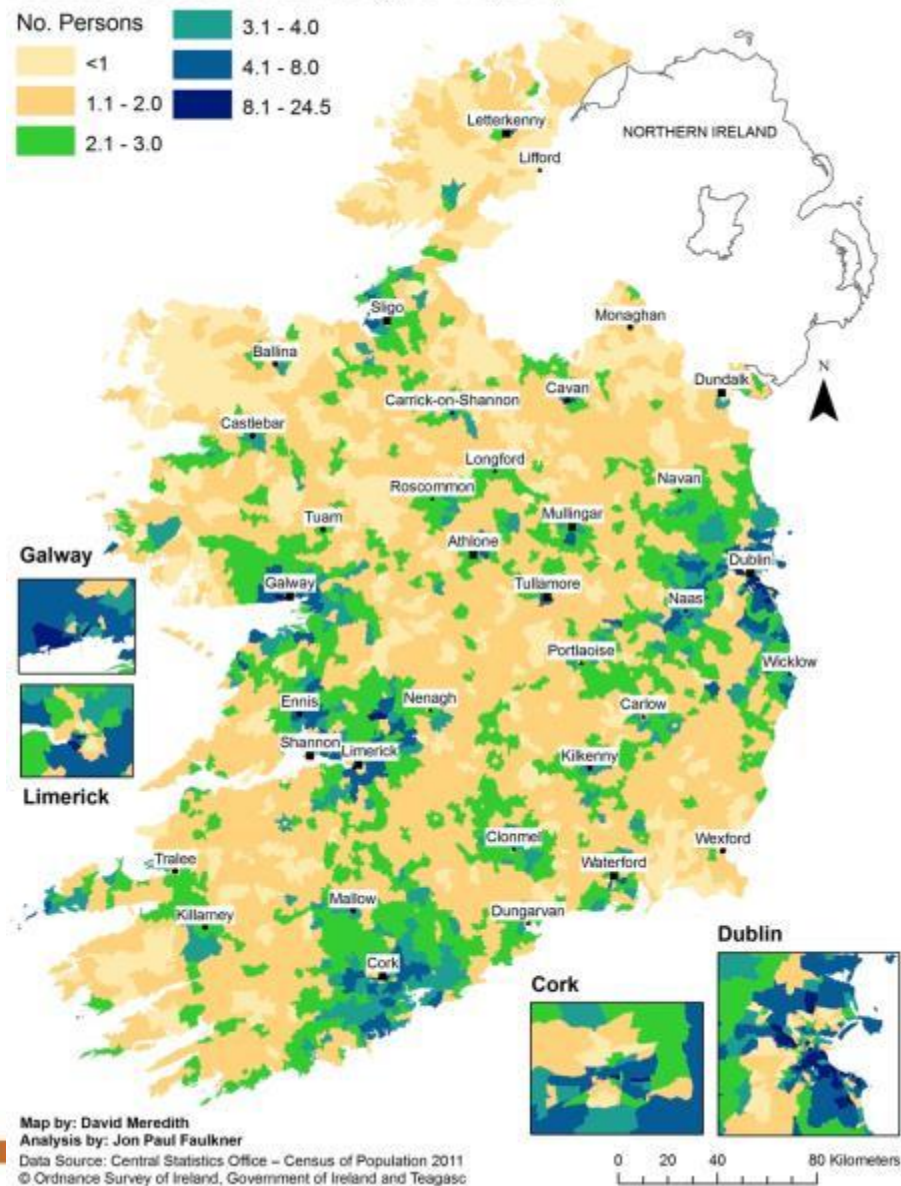 No. Persons
<1
1.1 - 2.0
2.1 - 3.0
3.1 - 4.0
4.1 - 8.0
8.1 - 24.5
NORTHERN IRELAND
Letterkenny
Lifford
Sligo
Monaghan
Ballina
N
Dundalk
Cavan
Carrick-on-Shannon
Castlebar
Longford
Navan
Roscommon
Tuam
Mullingar
Athlone
Dublin
Galway
Galway
Tullamore
Naas
Portlaoise
Wicklow
Ennis
Nenagh
Carlow
Shannon
Limerick
Kilkenny
Limerick
Clonmel
Wexford
Tralee
Waterford
Mallow
Killarney
Dungarvan
Dublin
Cork
Cork
Map by: David Meredith
Analysis by: Jon Paul Faulkner
Data Source: Central Statistics Office – Census of Population 2011
© Ordnance Survey of Ireland, Government of Ireland and Teagasc
0 20 40 80 Kilometers